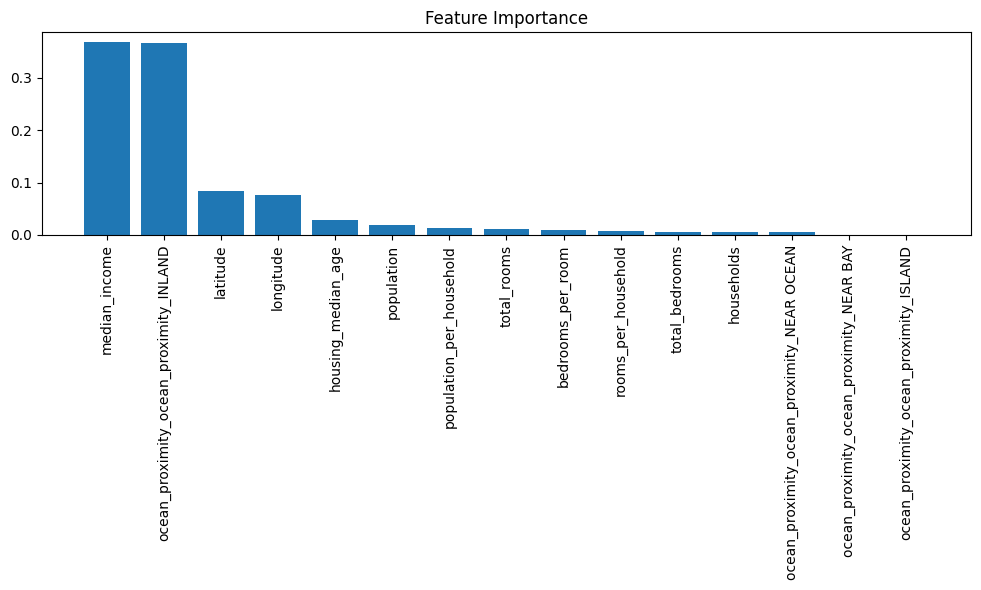 Feature Importance
0.3
0.2
0.1
0.0
median_income
ocean_proximity_ocean_proximity_INLAND
latitude
longitude
housing_median_age
population
population_per_household
total_rooms
bedrooms_per_room
rooms_per_household
total_bedrooms
households
ocean_proximity_ocean_proximity_NEAR OCEAN
ocean_proximity_ocean_proximity_NEAR BAY
ocean_proximity_ocean_proximity_ISLAND